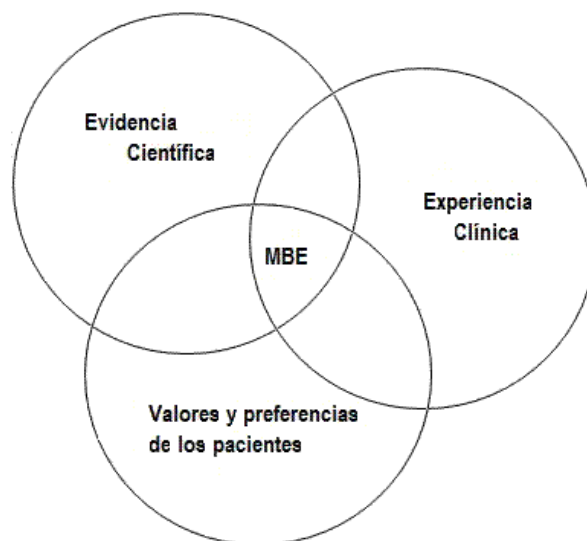 Evidencia
Científica
Experiencia
Clínica
MBE
Valores y preferencias
de los pacientes